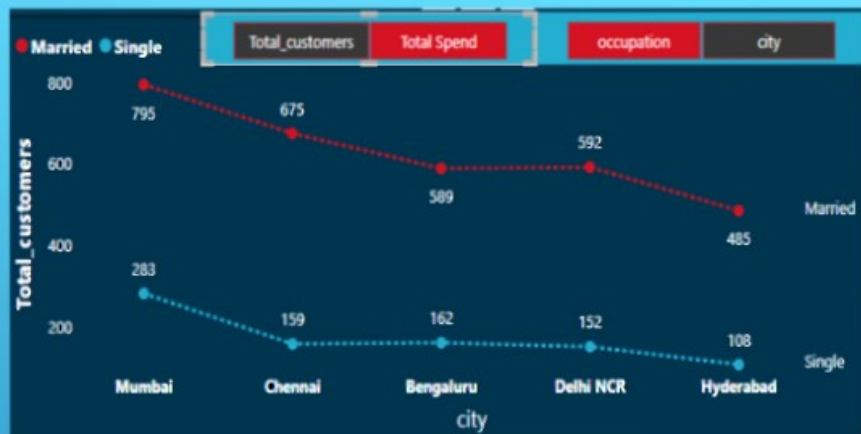 Married Single
Total_customers Total Spend
occupation city
Total_customers
800
600
400
200
795
675
589
592
485
Married
283
159
162
152
108
Single
Mumbai Chennai Bengaluru Delhi NCR Hyderabad
city